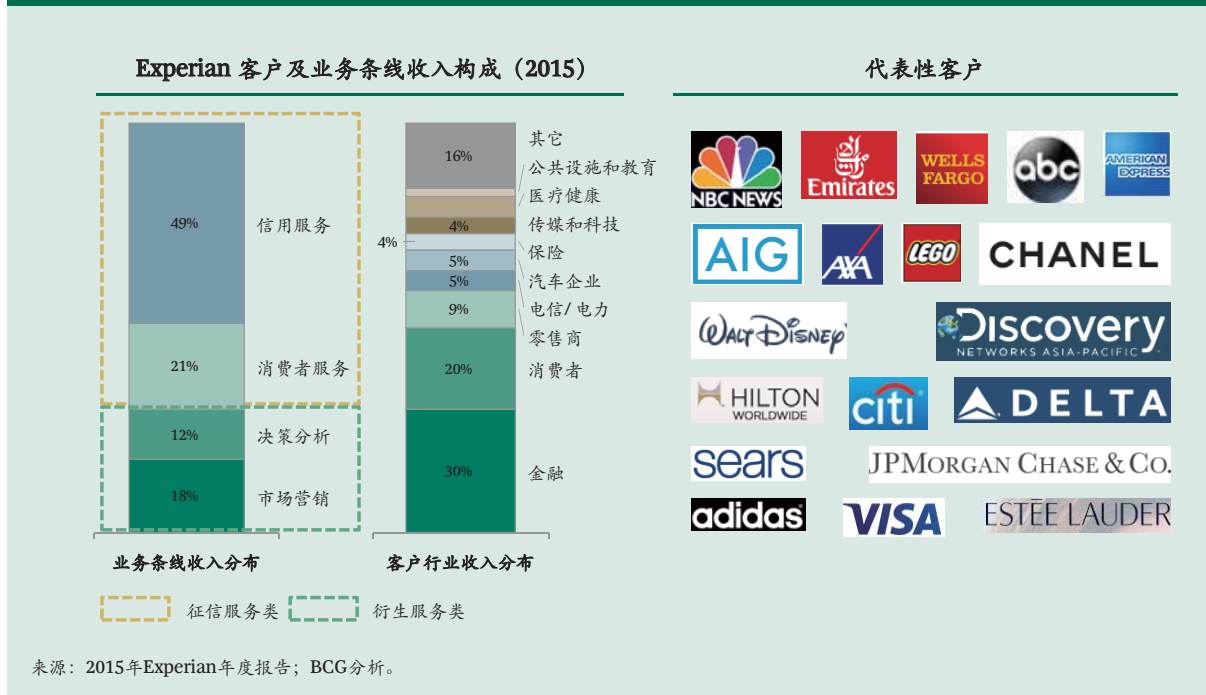 Experian 客户及业务条线收入构成（2015）
49%
信用服务
21%
消费者服务
12%
决策分析
18%
市场营销
业务条线收入分布
16%
4%
4%
5%
5%
9%
20%
30%
其它
公共设施和教育
医疗健康
传媒和科技
保险
汽车企业
电信/ 电力
零售商
消费者
金融
客户行业收入分布
征信服务类
衍生服务类
代表性客户
NBC NEWS
Emirates
WELLS
FARGO
abc
AMERICAN
EXPRESS
AIG
AXA
LEGO
CHANEL
WALT DISNEY
DISCOVERY
NETWORKS ASIA-PACIFIC
HILTON
WORLDWIDE
citi
DELTA
sears
JPMORGAN CHASE & CO.
adidas
VISA
ESTĒE LAUDER
来源：2015年Experian年度报告；BCG分析。